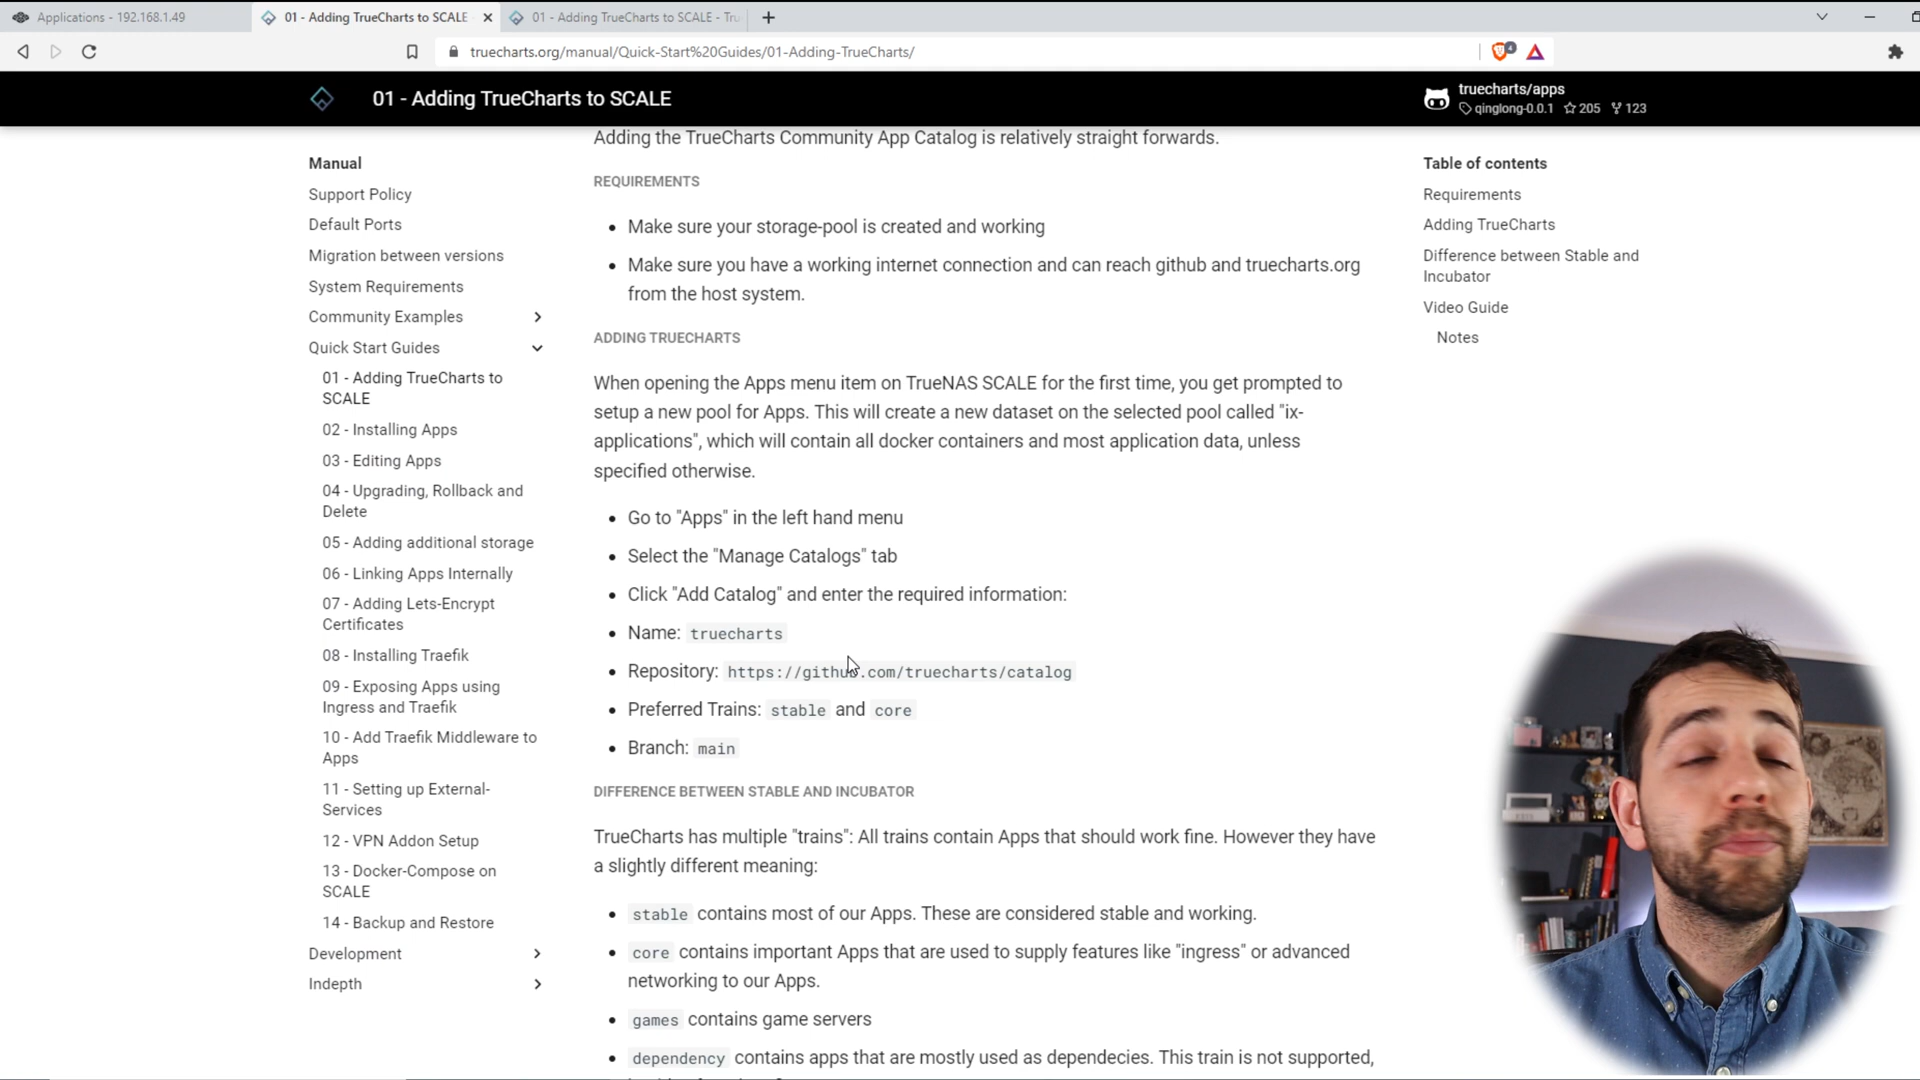 Applications - 192.168.1.49
01 - Adding TrueCharts to SCALE
01 - Adding TrueCharts to SCALE - Tru
truecharts.org/manual/Quick-Start%20Guides/01-Adding-TrueCharts/
4
01 - Adding TrueCharts to SCALE
truecharts/apps
qinglong-0.0.1 205 123
Manual
Support Policy
Default Ports
Migration between versions
System Requirements
Community Examples
Quick Start Guides
01 - Adding TrueCharts to
SCALE
02 - Installing Apps
03 - Editing Apps
04 - Upgrading, Rollback and
Delete
05 - Adding additional storage
06 - Linking Apps Internally
07 - Adding Lets-Encrypt
Certificates
08 - Installing Traefik
09 - Exposing Apps using
Ingress and Traefik
10 - Add Traefik Middleware to
Apps
11 - Setting up External-
Services
12 - VPN Addon Setup
13 - Docker-Compose on
SCALE
14 - Backup and Restore
Development
Indepth
Adding the TrueCharts Community App Catalog is relatively straight forwards.
REQUIREMENTS
Make sure your storage-pool is created and working
Make sure you have a working internet connection and can reach github and truecharts.org
from the host system.
ADDING TRUECHARTS
When opening the Apps menu item on TrueNAS SCALE for the first time, you get prompted to
setup a new pool for Apps. This will create a new dataset on the selected pool called "ix-
applications", which will contain all docker containers and most application data, unless
specified otherwise.
Go to "Apps" in the left hand menu
Select the "Manage Catalogs" tab
Click "Add Catalog" and enter the required information:
Name: truecharts
Repository: https://github.com/truecharts/catalog
Preferred Trains: stable and core
Branch: main
DIFFERENCE BETWEEN STABLE AND INCUBATOR
TrueCharts has multiple "trains": All trains contain Apps that should work fine. However they have
a slightly different meaning:
stable contains most of our Apps. These are considered stable and working.
core contains important Apps that are used to supply features like "ingress" or advanced
networking to our Apps.
games contains game servers
dependency contains apps that are mostly used as dependecies. This train is not supported,
Table of contents
Requirements
Adding TrueCharts
Difference between Stable and
Incubator
Video Guide
Notes